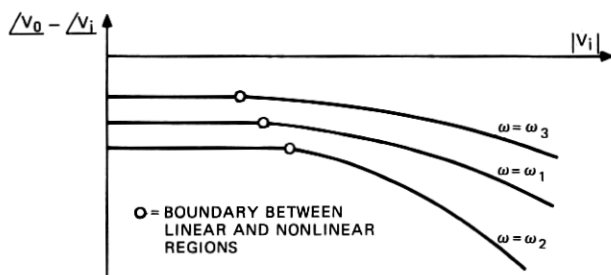 /V₀ – /Vᵢ
|Vᵢ|
ω = ω₃
ω = ω₁
O = BOUNDARY BETWEEN
LINEAR AND NONLINEAR
REGIONS
ω = ω₂